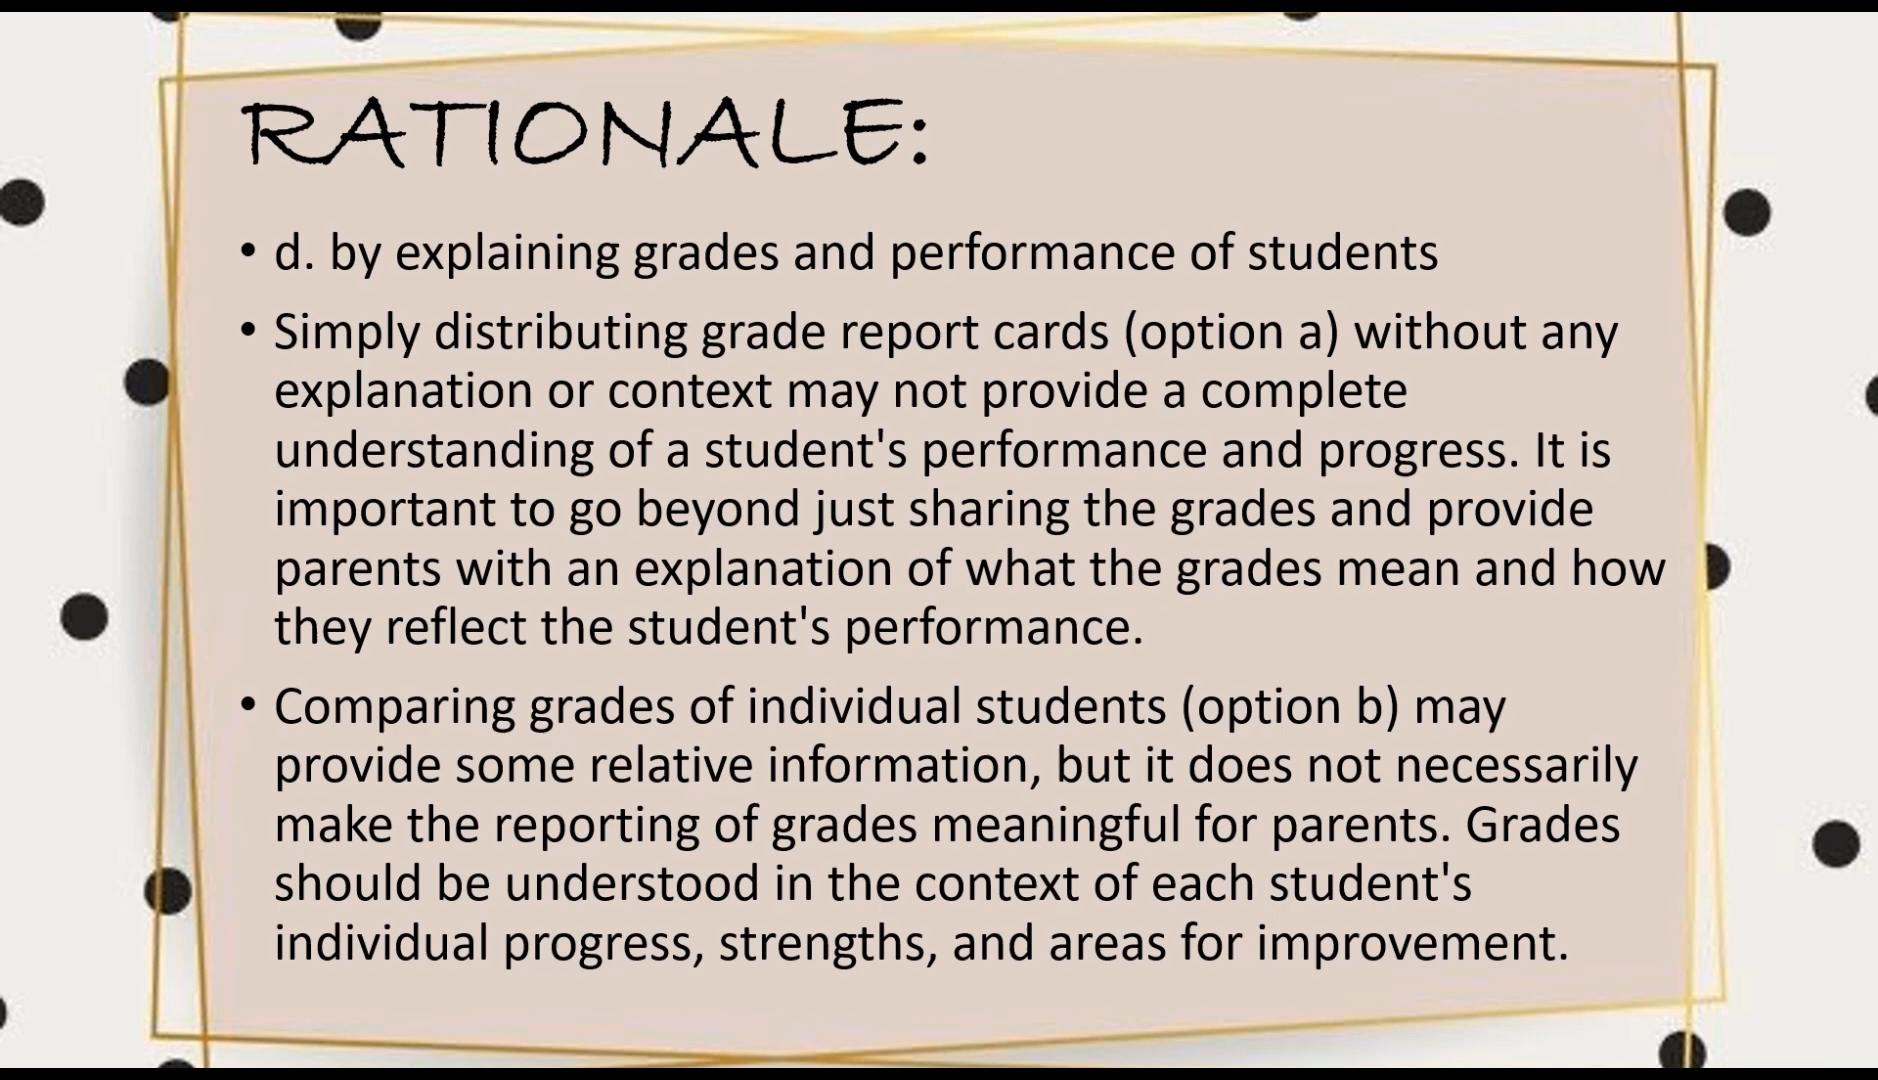 RATIONALE:
• d. by explaining grades and performance of students
• Simply distributing grade report cards (option a) without any
explanation or context may not provide a complete
understanding of a student's performance and progress. It is
important to go beyond just sharing the grades and provide
parents with an explanation of what the grades mean and how
they reflect the student's performance.
• Comparing grades of individual students (option b) may
provide some relative information, but it does not necessarily
make the reporting of grades meaningful for parents. Grades
should be understood in the context of each student's
individual progress, strengths, and areas for improvement.